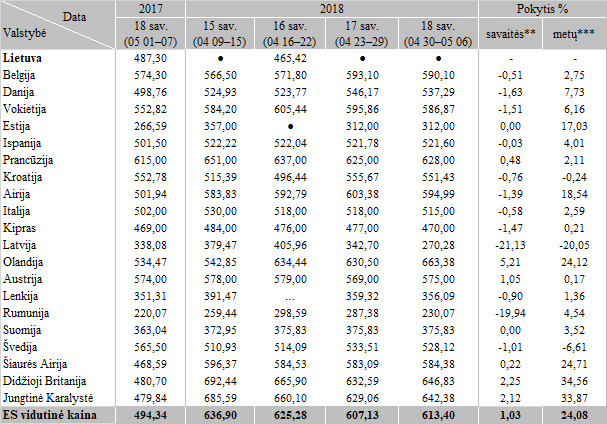 Data 2017 2018 Pokytis %
Valstybė 18 sav. (05 01–07) 15 sav. (04 09–15) 16 sav. (04 16–22) 17 sav. (04 23–29) 18 sav. (04 30–05 06) savaitės** metų***
Lietuva 487,30 ● 465,42 ● ● - -
Belgija 574,30 566,50 571,80 593,10 590,10 -0,51 2,75
Danija 498,76 524,93 523,77 546,17 537,29 -1,63 7,73
Vokietija 552,82 584,20 605,44 595,86 586,87 -1,51 6,16
Estija 266,59 357,00 ● 312,00 312,00 0,00 17,03
Ispanija 501,50 522,22 522,04 521,78 521,60 -0,03 4,01
Prancūzija 615,00 651,00 637,00 625,00 628,00 0,48 2,11
Kroatija 552,78 515,39 496,44 555,67 551,43 -0,76 -0,24
Airija 501,94 583,83 592,79 603,38 594,99 -1,39 18,54
Italija 502,00 530,00 518,00 518,00 515,00 -0,58 2,59
Kipras 469,00 484,00 476,00 477,00 470,00 -1,47 0,21
Latvija 338,08 379,47 405,96 342,70 270,28 -21,13 -20,05
Olandija 534,47 542,85 634,44 630,50 663,38 5,21 24,12
Austrija 574,00 578,00 579,00 569,00 575,00 1,05 0,17
Lenkija 351,31 391,47 ... 359,32 356,09 -0,90 1,36
Rumunija 220,07 259,44 298,59 287,38 230,07 -19,94 4,54
Suomija 363,04 372,95 375,83 375,83 375,83 0,00 3,52
Švedija 565,50 510,93 514,09 533,51 528,12 -1,01 -6,61
Šiaurės Airija 468,59 596,37 584,53 583,09 584,38 0,22 24,71
Didžioji Britanija 480,70 692,44 665,90 632,59 646,83 2,25 34,56
Jungtinė Karalystė 479,84 685,59 660,10 629,06 642,38 2,12 33,87
ES vidutinė kaina 494,34 636,90 625,28 607,13 613,40 1,03 24,08